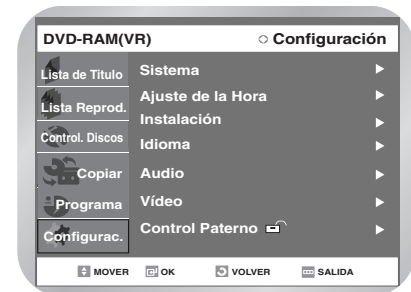 DVD-RAM(VR) Configuración
Lista de Titulo
Lista Reprod.
Control. Discos
Copiar
Programa
Configurac.
Sistema
Ajuste de la Hora
Instalación
Idioma
Audio
Vídeo
Control Paterno
MOVER OK VOLVER SALIDA